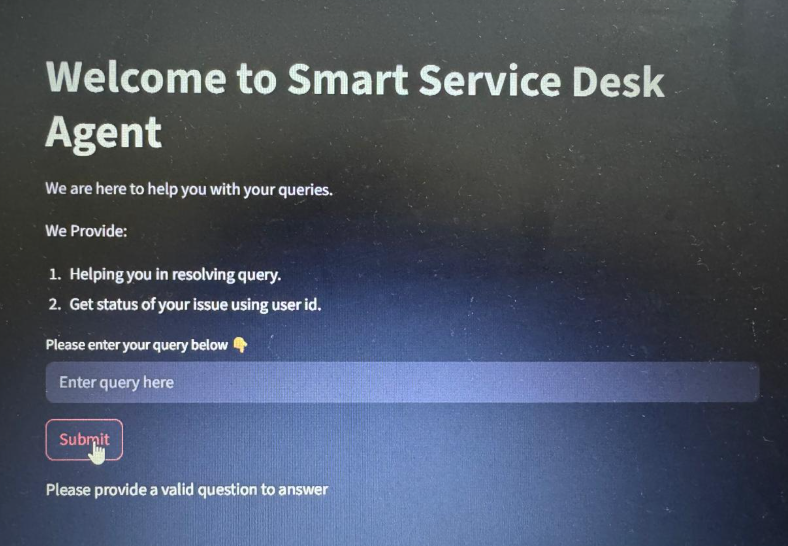 Welcome to Smart Service Desk
Agent
We are here to help you with your queries.
We Provide:
1. Helping you in resolving query.
2. Get status of your issue using user id.
Please enter your query below 👇
Enter query here
Submit
Please provide a valid question to answer